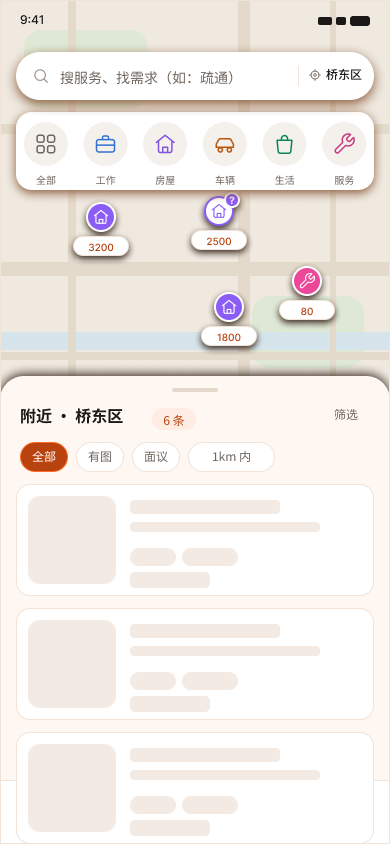 9:41
搜服务、找需求（如：疏通）
桥东区
全部 工作 房屋 车辆 生活 服务
?
3200
2500
80
1800
附近 · 桥东区 6 条 筛选
全部 有图 面议 1km 内